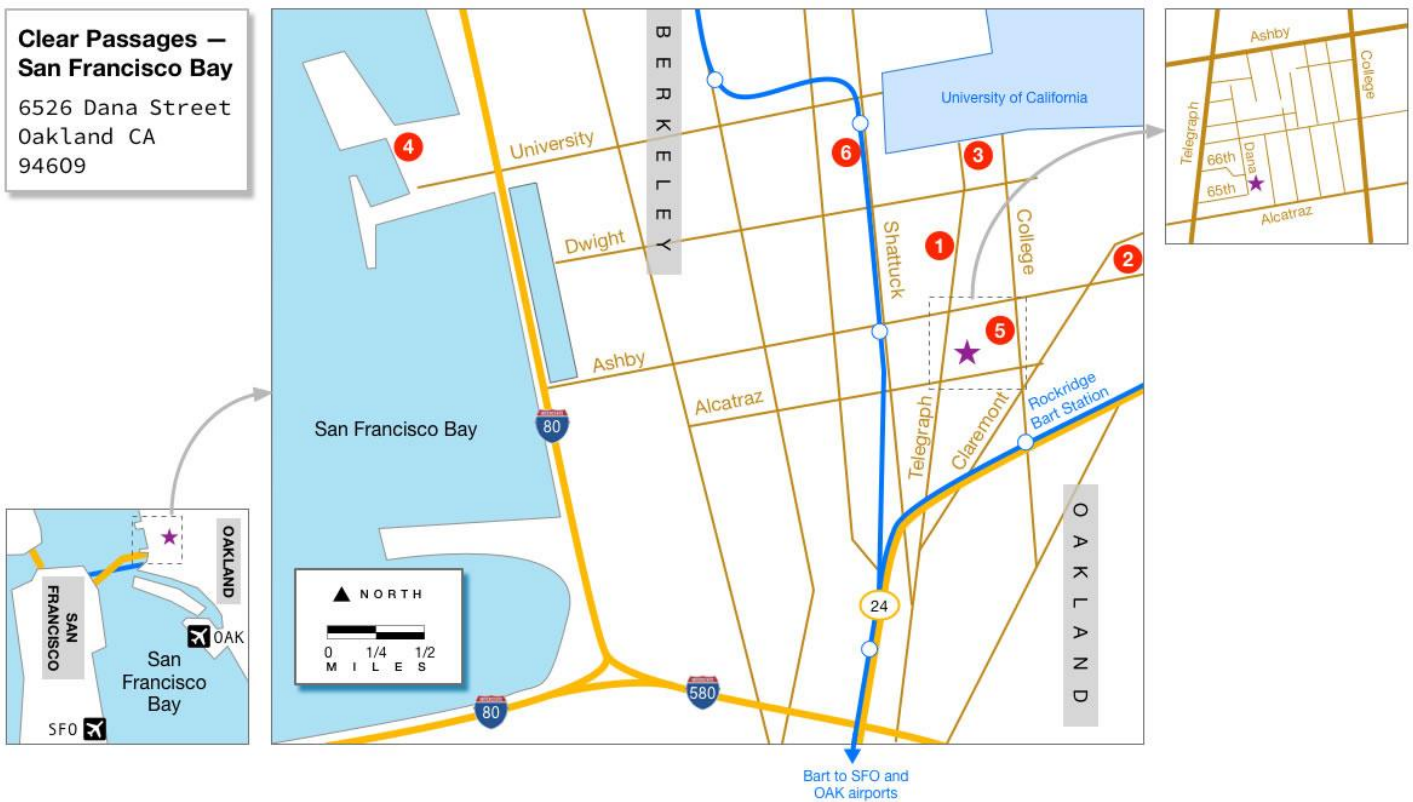 Clear Passages —
San Francisco Bay
6526 Dana Street
Oakland CA
94609
BERKELEY
University of California
4
University
6
3
Dwight
Shattuck
1
College
2
5
Ashby
Alcatraz
Telegraph
Claremont
Rockridge
Bart Station
San Francisco Bay
80
OAKLAND
NORTH
0 1/4 1/2
MILES
24
80
580
Bart to SFO and
OAK airports
Ashby
College
Telegraph
66th
Dana
65th
Alcatraz
OAKLAND
SAN
FRANCISCO
OAK
San
Francisco
Bay
SFO